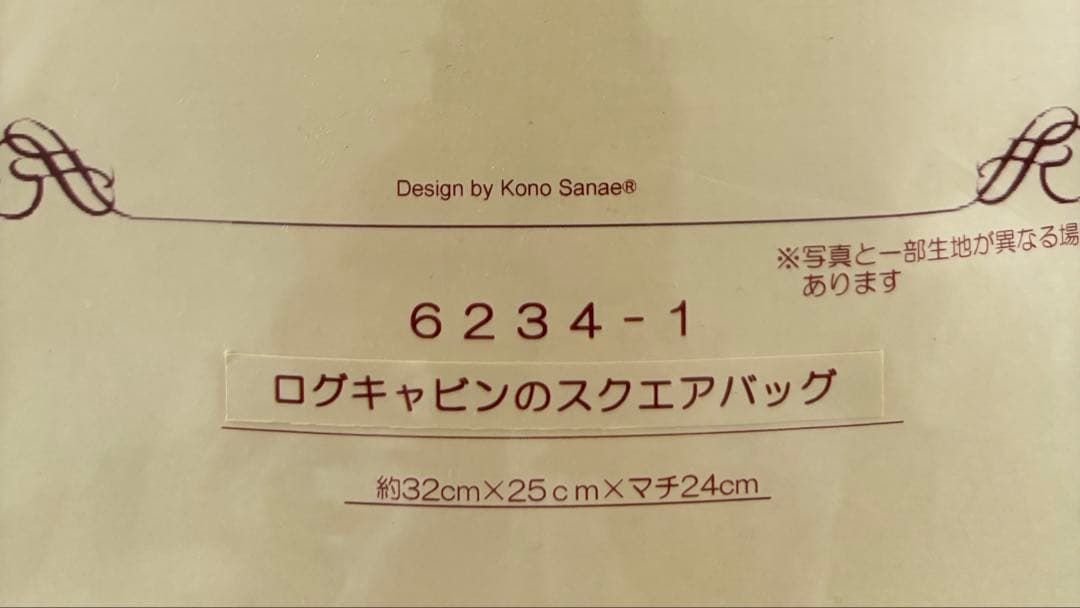 Design by Kono Sanae®
※写真と一部生地が異なる場
あります
６２３４-１
ログキャビンのスクエアバッグ
約32cm×25ｃｍ×マチ24cm